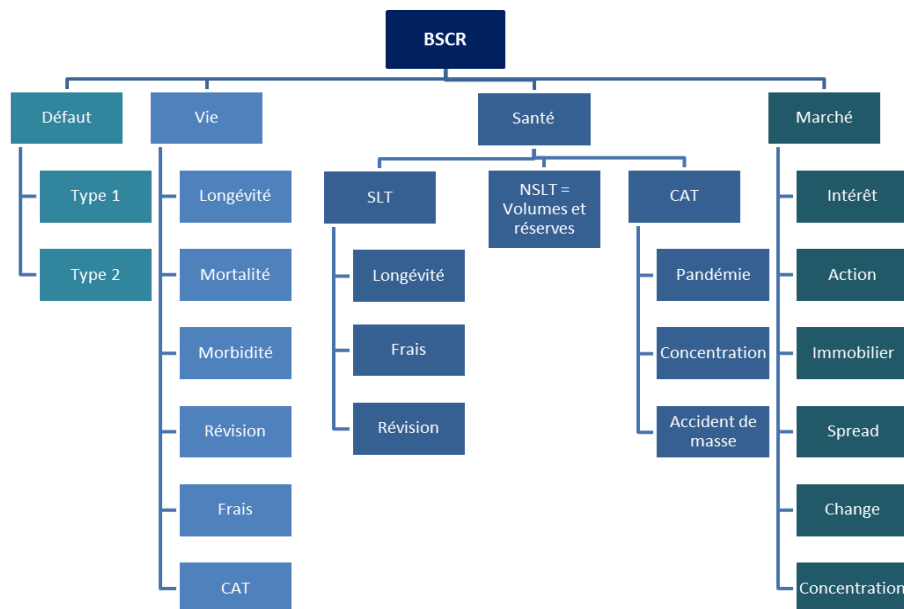 BSCR
Défaut
Vie
Santé
Marché
Type 1
Type 2
Longévité
Mortalité
Morbidité
Révision
Frais
CAT
SLT
NSLT =
Volumes et
réserves
CAT
Longévité
Frais
Révision
Pandémie
Concentration
Accident de
masse
Intérêt
Action
Immobilier
Spread
Change
Concentration